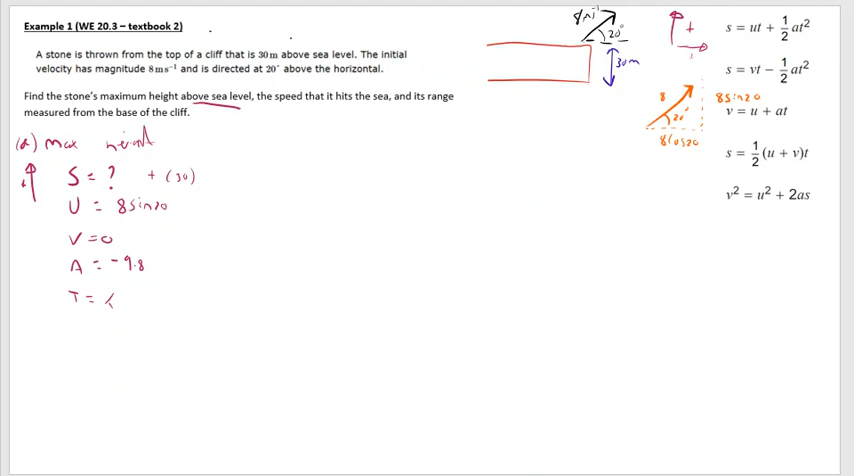 Example 1 (WE 20.3 – textbook 2)
A stone is thrown from the top of a cliff that is 30 m above sea level. The initial
velocity has magnitude 8 ms⁻¹ and is directed at 20° above the horizontal.
Find the stone's maximum height above sea level, the speed that it hits the sea, and its range
measured from the base of the cliff.
8ms⁻¹
20°
30m
+
8
20°
8sin20
8cos20
s = ut + 1/2 at²
s = vt − 1/2 at²
v = u + at
s = 1/2 (u + v)t
v² = u² + 2as
(a) max height
+
S = ? + (30)
U = 8sin20
V = 0
A = -9.8
T =